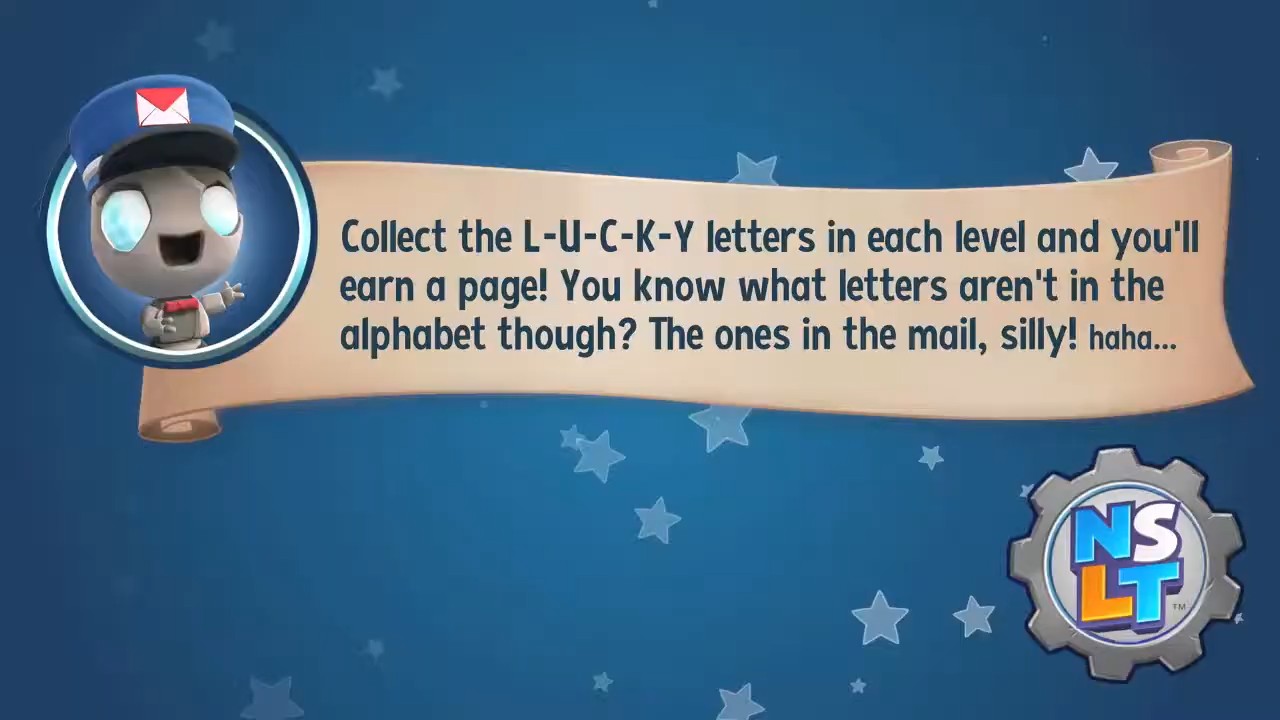 Collect the L-U-C-K-Y letters in each level and you'll
earn a page! You know what letters aren't in the
alphabet though? The ones in the mail, silly! haha...
NS
LT
TM